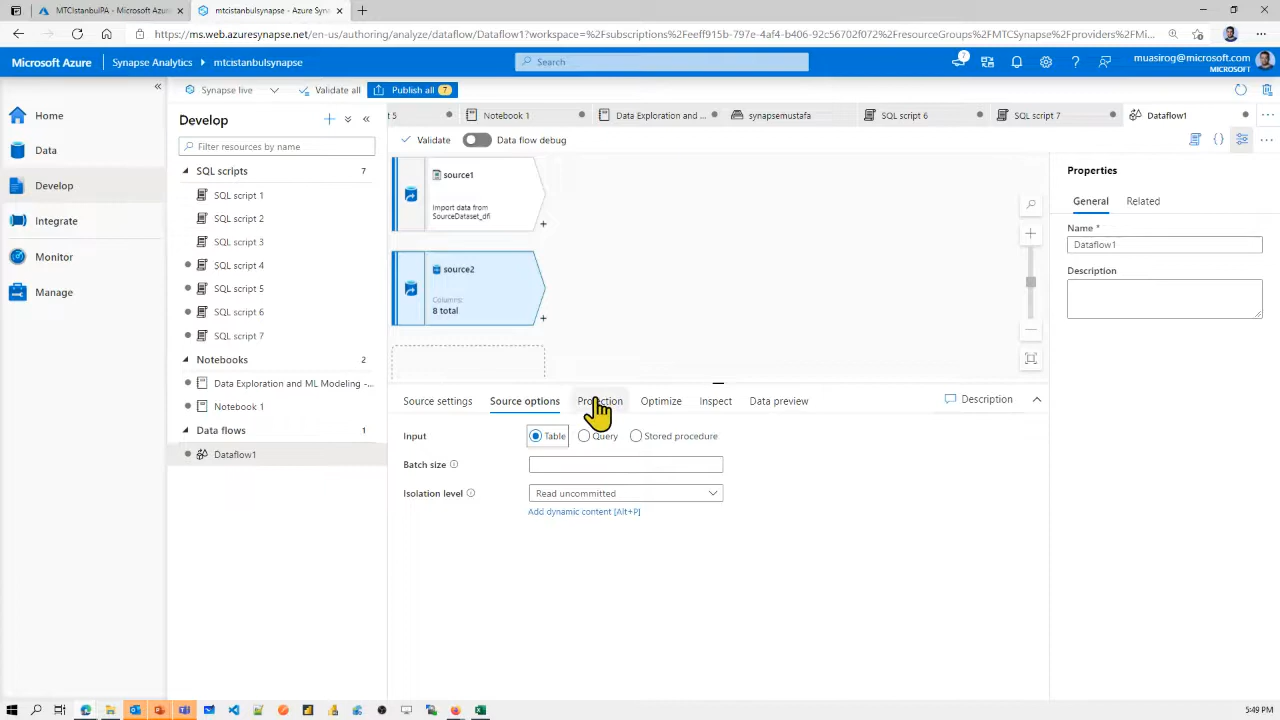 MTCIstanbulPA - Microsoft Azure
mtcistanbulsynapse - Azure Syn
https://ms.web.azuresynapse.net/en-us/authoring/analyze/dataflow/Dataflow1?workspace=%2Fsubscriptions%2Feeff915b-797e-4af4-b406-92c56702f072%2FresourceGroups%2FMTCSynapse%2Fproviders%2FMi...
Microsoft Azure
Synapse Analytics
mtcistanbulsynapse
Search
7
muasirog@microsoft.com
MICROSOFT
Synapse live
Validate all
Publish all
7
Home
Data
Develop
Integrate
Monitor
Manage
Develop
Filter resources by name
SQL scripts
7
SQL script 1
SQL script 2
SQL script 3
SQL script 4
SQL script 5
SQL script 6
SQL script 7
Notebooks
2
Data Exploration and ML Modeling -...
Notebook 1
Data flows
1
Dataflow1
t 5
Notebook 1
Data Exploration and ...
synapsemustafa
SQL script 6
SQL script 7
Dataflow1
Validate
Data flow debug
source1
Import data from
SourceDataset_dfl
source2
Columns:
8 total
Source settings
Source options
Projection
Optimize
Inspect
Data preview
Description
Input
Table
Query
Stored procedure
Batch size
Isolation level
Read uncommitted
Add dynamic content [Alt+P]
Properties
General
Related
Name *
Dataflow1
Description
5:49 PM